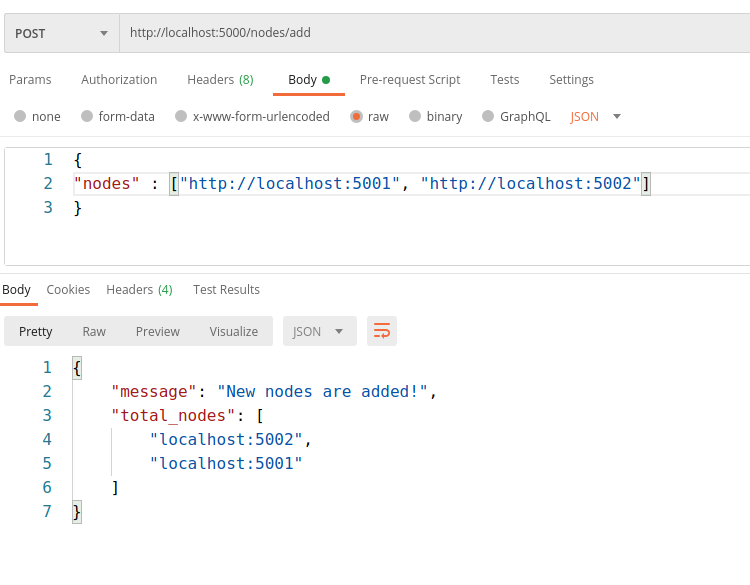 POST http://localhost:5000/nodes/add
Params Authorization Headers (8) Body Pre-request Script Tests Settings
none form-data x-www-form-urlencoded raw binary GraphQL JSON
1 {
2 "nodes" : ["http://localhost:5001", "http://localhost:5002"]
3 }
Body Cookies Headers (4) Test Results
Pretty Raw Preview Visualize JSON
1 {
2 "message": "New nodes are added!",
3 "total_nodes": [
4 "localhost:5002",
5 "localhost:5001"
6 ]
7 }